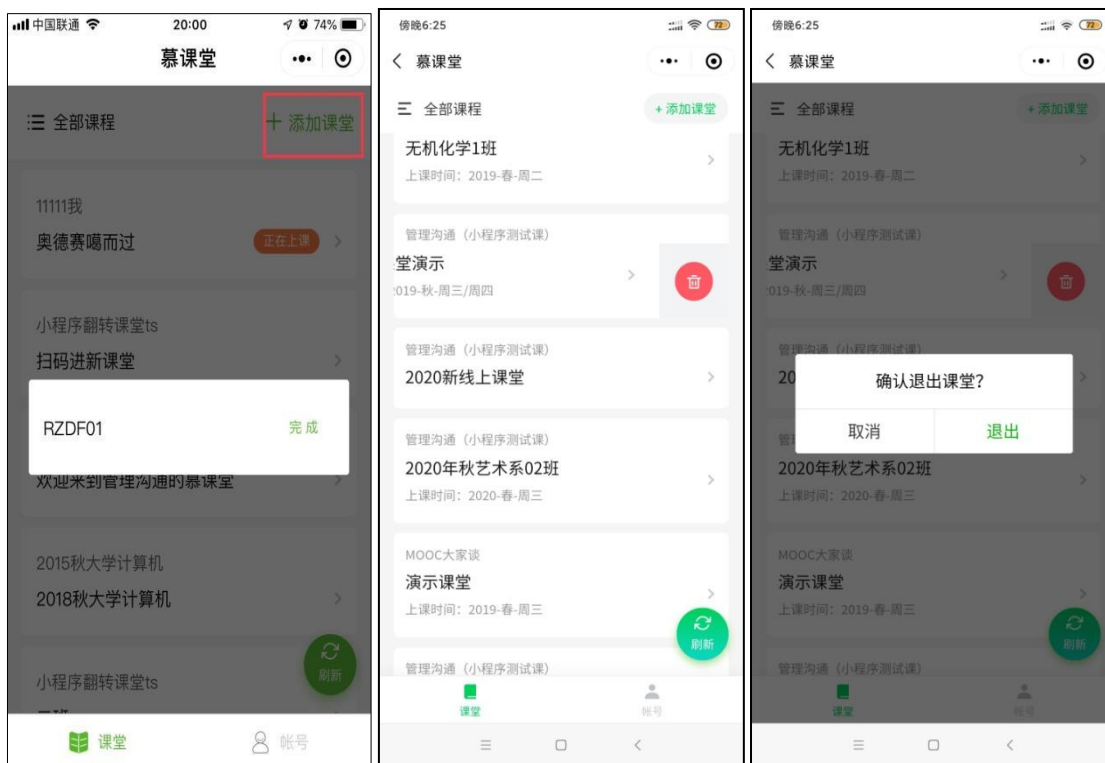 中国联通 20:00 74%
慕课堂
全部课程 + 添加课堂
11111我
奥德赛噶而过 正在上课
小程序翻转课堂ts
扫码进新课堂
RZDF01 完成
欢迎来到管理沟通的慕课堂
2015秋大学计算机
2018秋大学计算机
刷新
小程序翻转课堂ts
课堂 帐号
傍晚6:25 72
慕课堂
全部课程 + 添加课堂
无机化学1班
上课时间：2019-春-周二
管理沟通（小程序测试课）
堂演示
019-秋-周三/周四
管理沟通（小程序测试课）
2020新线上课堂
管理沟通（小程序测试课）
2020年秋艺术系02班
上课时间：2020-春-周三
MOOC大家谈
演示课堂
上课时间：2019-春-周三
刷新
管理沟通（小程序测试课）
课堂 帐号
傍晚6:25 72
慕课堂
全部课程 + 添加课堂
无机化学1班
上课时间：2019-春-周二
管理沟通（小程序测试课）
堂演示
019-秋-周三/周四
管理沟通（小程序测试课）
20
确认退出课堂？
取消 退出
管
2020年秋艺术系02班
上课时间：2020-春-周三
MOOC大家谈
演示课堂
上课时间：2019-春-周三
刷新
管理沟通（小程序测试课）
课堂 帐号